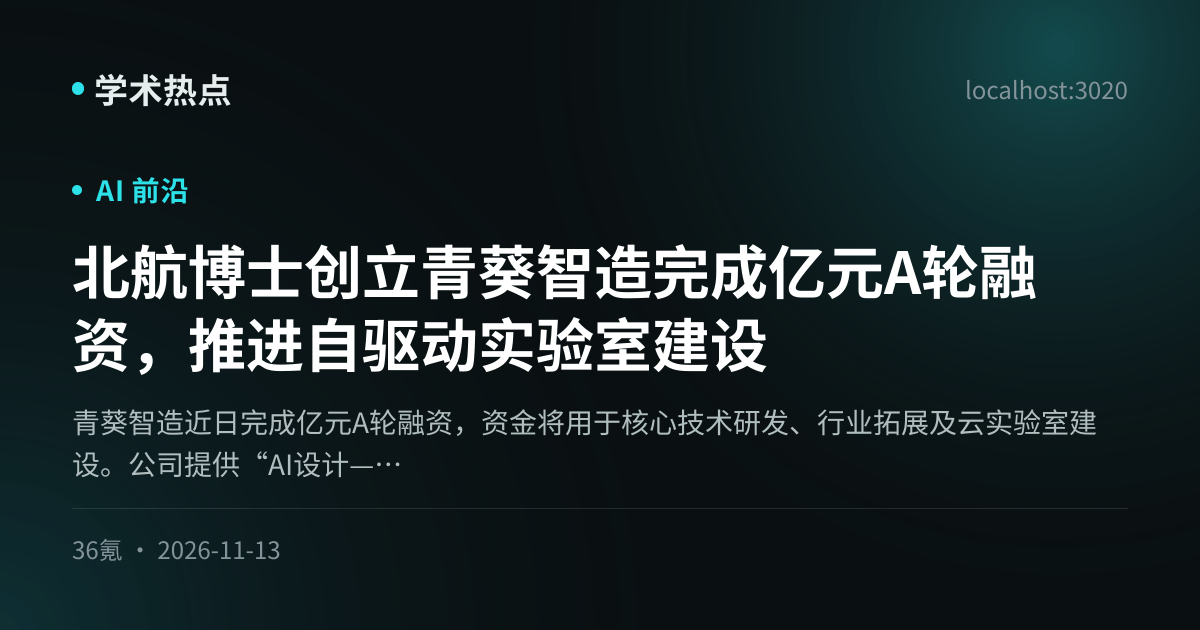 学术热点
localhost:3020
AI 前沿
北航博士创立青葵智造完成亿元A轮融
资，推进自驱动实验室建设
青葵智造近日完成亿元A轮融资，资金将用于核心技术研发、行业拓展及云实验室建
设。公司提供“AI设计—…
36氪 · 2026-11-13